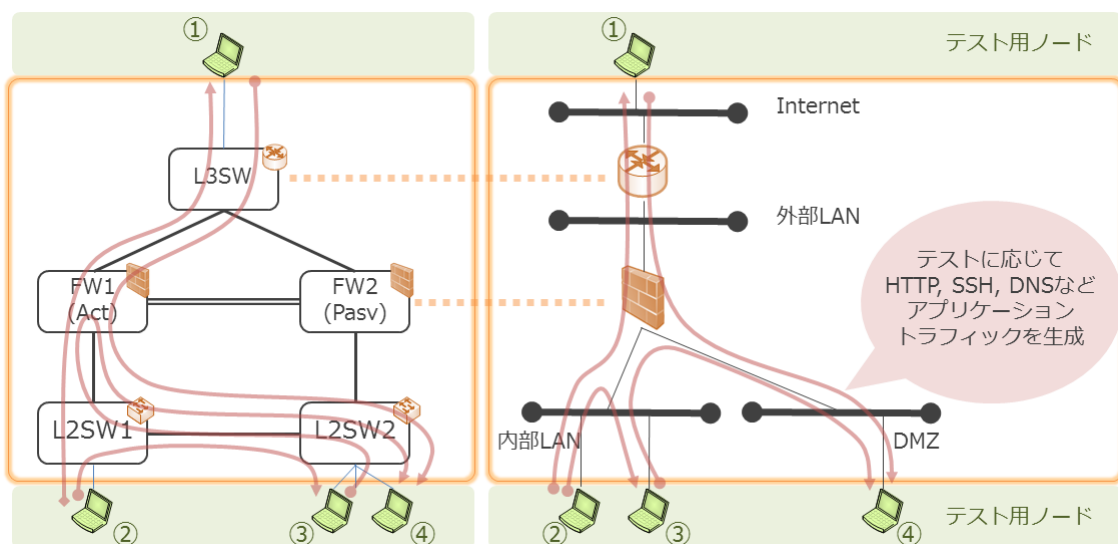 ①
L3SW
FW1
(Act)
FW2
(Pasv)
L2SW1
L2SW2
②
③
④
①
テスト用ノード
Internet
外部LAN
テストに応じて
HTTP, SSH, DNSなど
アプリケーション
トラフィックを生成
内部LAN
DMZ
②
③
④
テスト用ノード